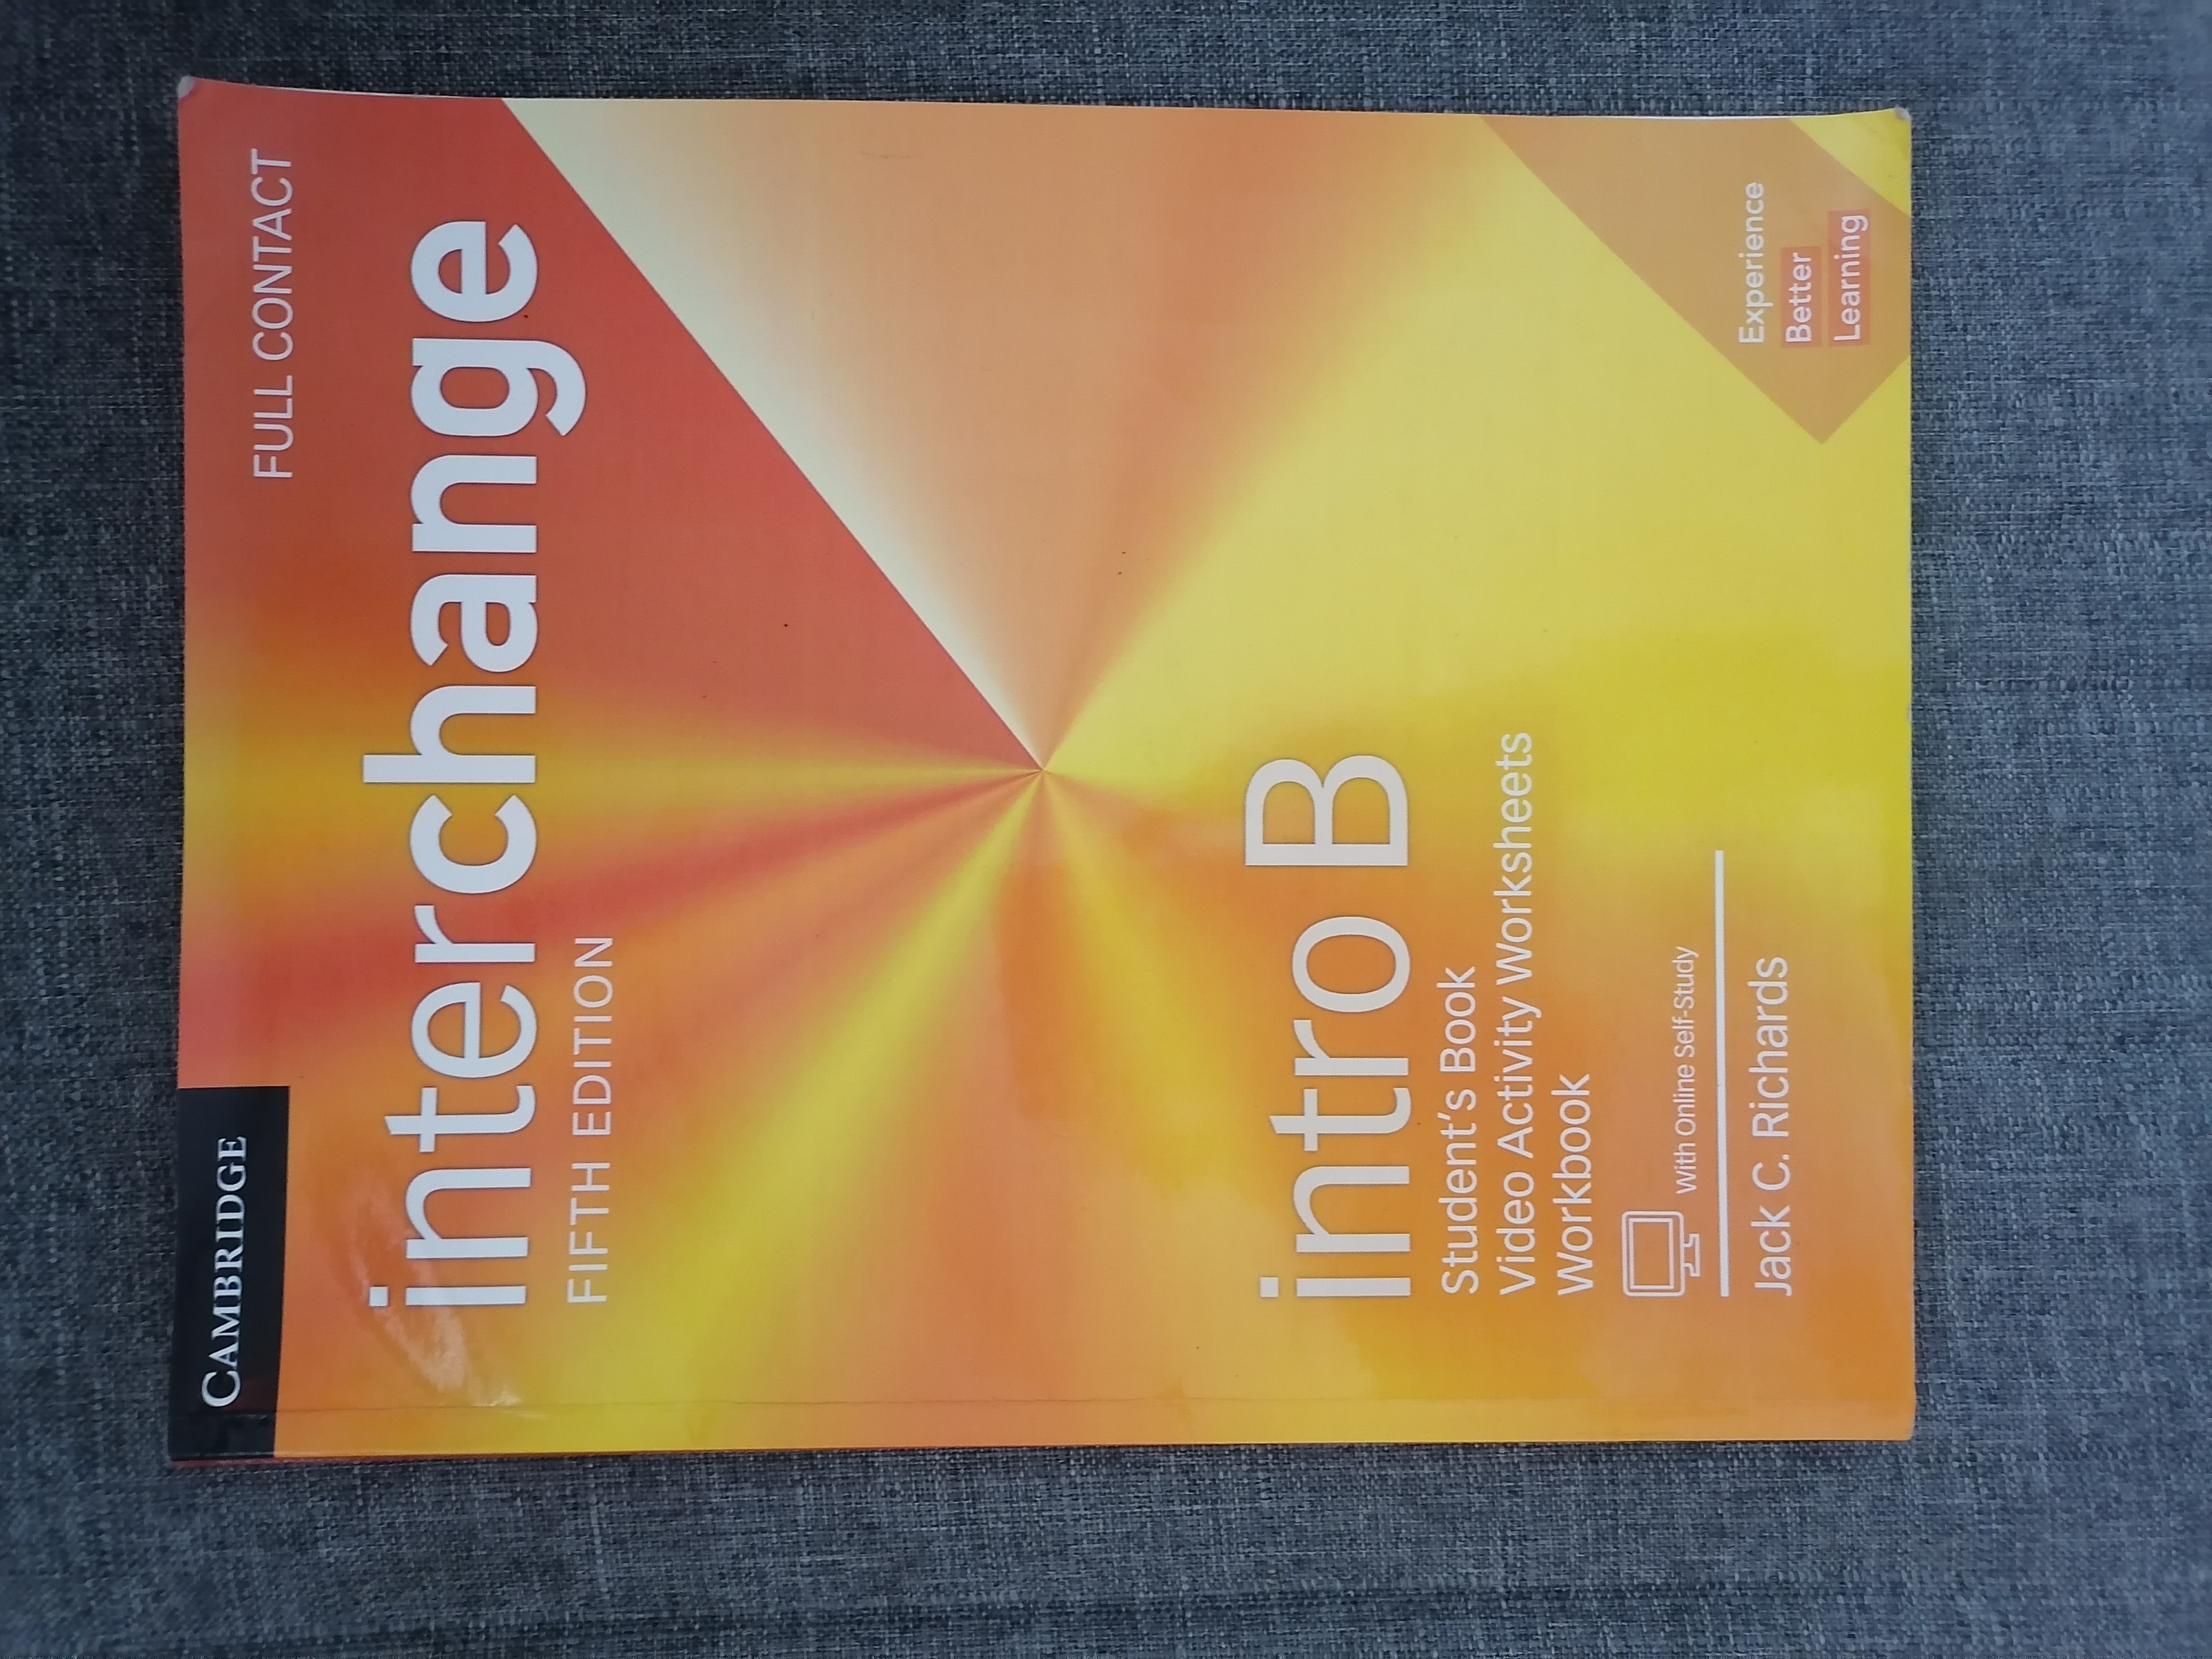 CAMBRIDGE
FULL CONTACT
interchange
FIFTH EDITION
intro B
Student's Book
Video Activity Worksheets
Workbook
With Online Self-Study
Jack C. Richards
Experience
Better
Learning